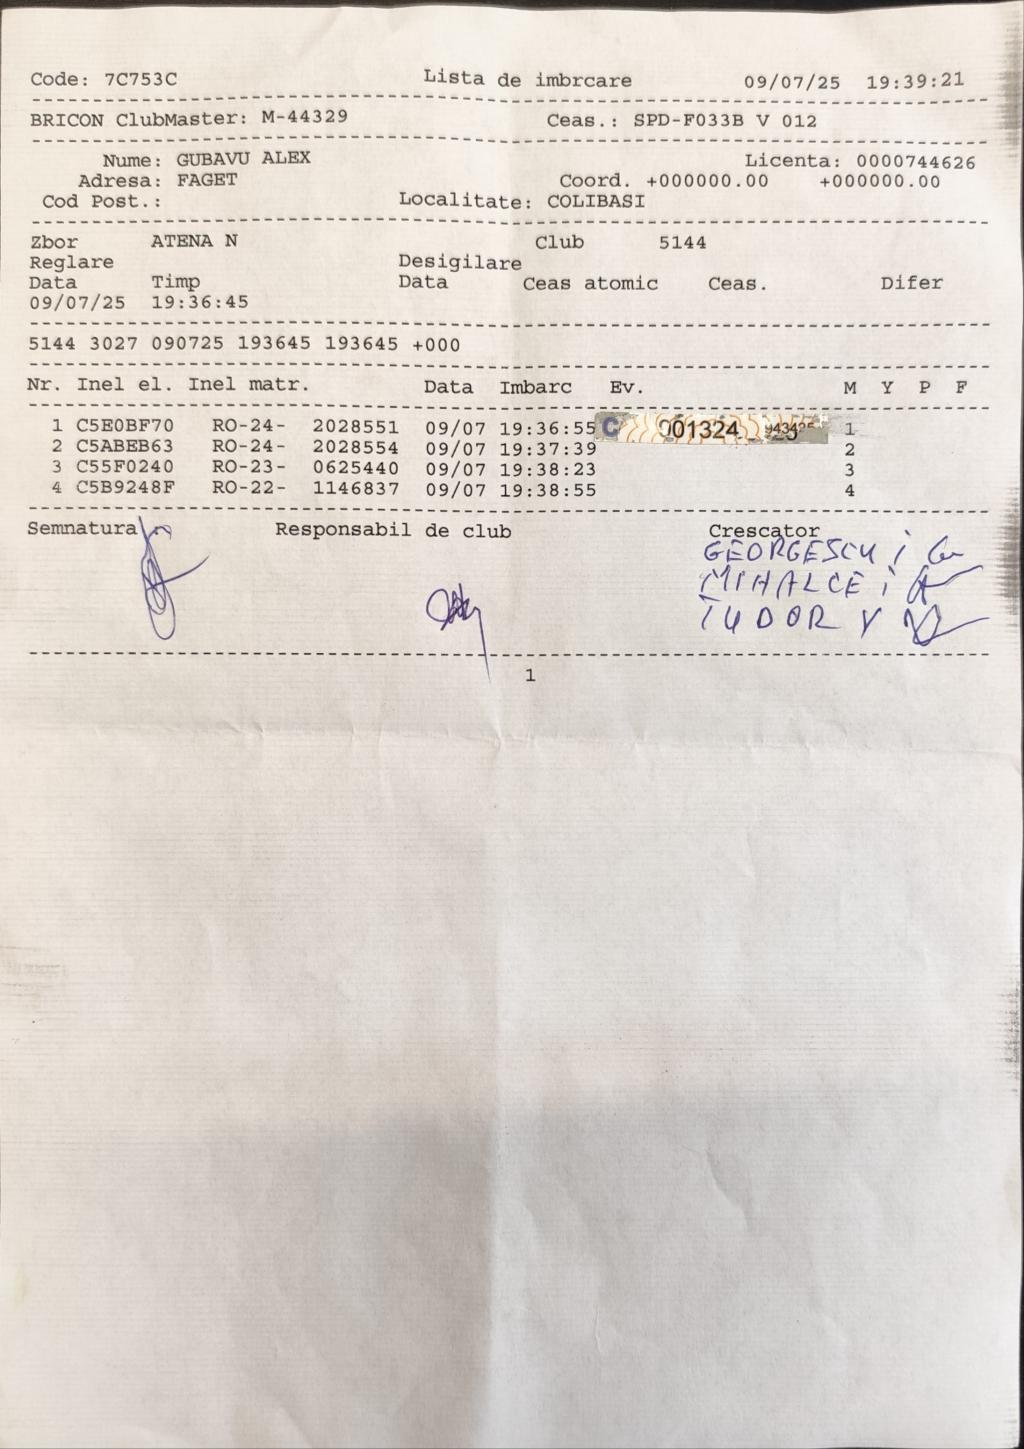 Code: 7C753C Lista de imbrcare 09/07/25 19:39:21
BRICON ClubMaster: M-44329 Ceas.: SPD-F033B V 012
Nume: GUBAVU ALEX Licenta: 0000744626
Adresa: FAGET Coord. +000000.00 +000000.00
Cod Post.: Localitate: COLIBASI
Zbor ATENA N Club 5144
Reglare Desigilare
Data Timp Data Ceas atomic Ceas. Difer
09/07/25 19:36:45
5144 3027 090725 193645 193645 +000
Nr. Inel el. Inel matr. Data Imbarc Ev. M Y P F
1 C5E0BF70 RO-24- 2028551 09/07 19:36:55 C 001324 1
2 C5ABEB63 RO-24- 2028554 09/07 19:37:39 2
3 C55F0240 RO-23- 0625440 09/07 19:38:23 3
4 C5B9248F RO-22- 1146837 09/07 19:38:55 4
Semnatura Responsabil de club Crescator
GEORGESCU i
MIHALCE i
TUDOR V
1